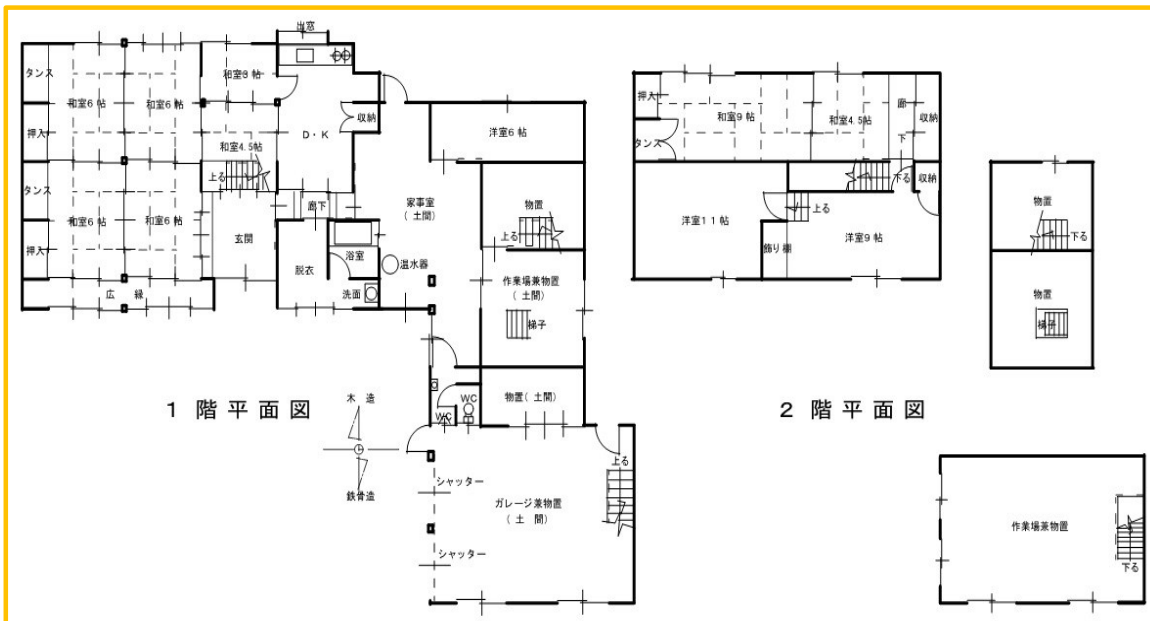 出窓
タンス
和室6帖
和室6帖
和室3帖
押入
和室4.5帖
D・K
収納
洋室6帖
上る
タンス
和室6帖
和室6帖
押入
玄関
廊下
家事室
(土間)
物置
上る
浴室
脱衣
温水器
洗面
作業場兼物置
(土間)
梯子
広縁
1階平面図
木造
鉄骨造
WC
WC
物置(土間)
シャッター
シャッター
上る
ガレージ兼物置
(土間)
押入
和室9帖
和室4.5帖
廊下
収納
タンス
下る
収納
洋室11帖
上る
飾り棚
洋室9帖
物置
下る
物置
梯子
2階平面図
作業場兼物置
下る